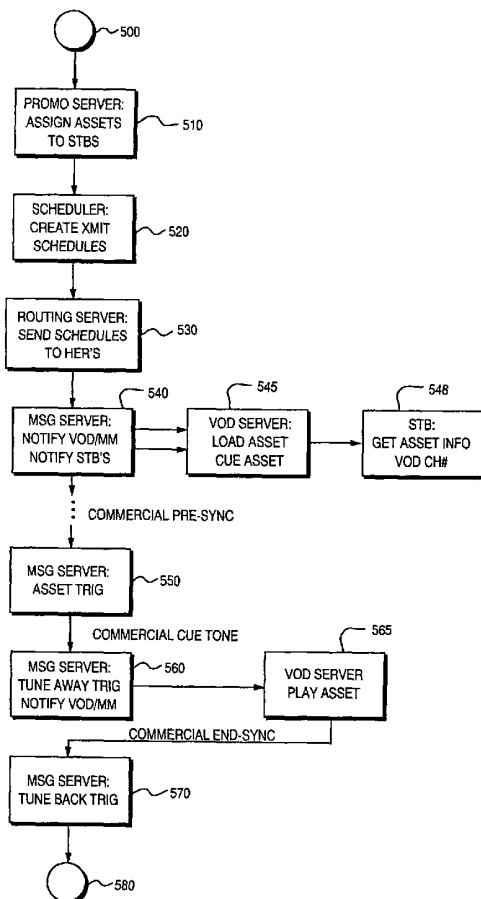 500
PROMO SERVER:
ASSIGN ASSETS
TO STBS
510
SCHEDULER:
CREATE XMIT
SCHEDULES
520
ROUTING SERVER:
SEND SCHEDULES
TO HER'S
530
540
MSG SERVER:
NOTIFY VOD/MM
NOTIFY STB'S
545
VOD SERVER:
LOAD ASSET
CUE ASSET
548
STB:
GET ASSET INFO
VOD CH#
COMMERCIAL PRE-SYNC
MSG SERVER:
ASSET TRIG
550
COMMERCIAL CUE TONE
MSG SERVER:
TUNE AWAY TRIG
NOTIFY VOD/MM
560
565
VOD SERVER
PLAY ASSET
COMMERCIAL END-SYNC
MSG SERVER:
TUNE BACK TRIG
570
580